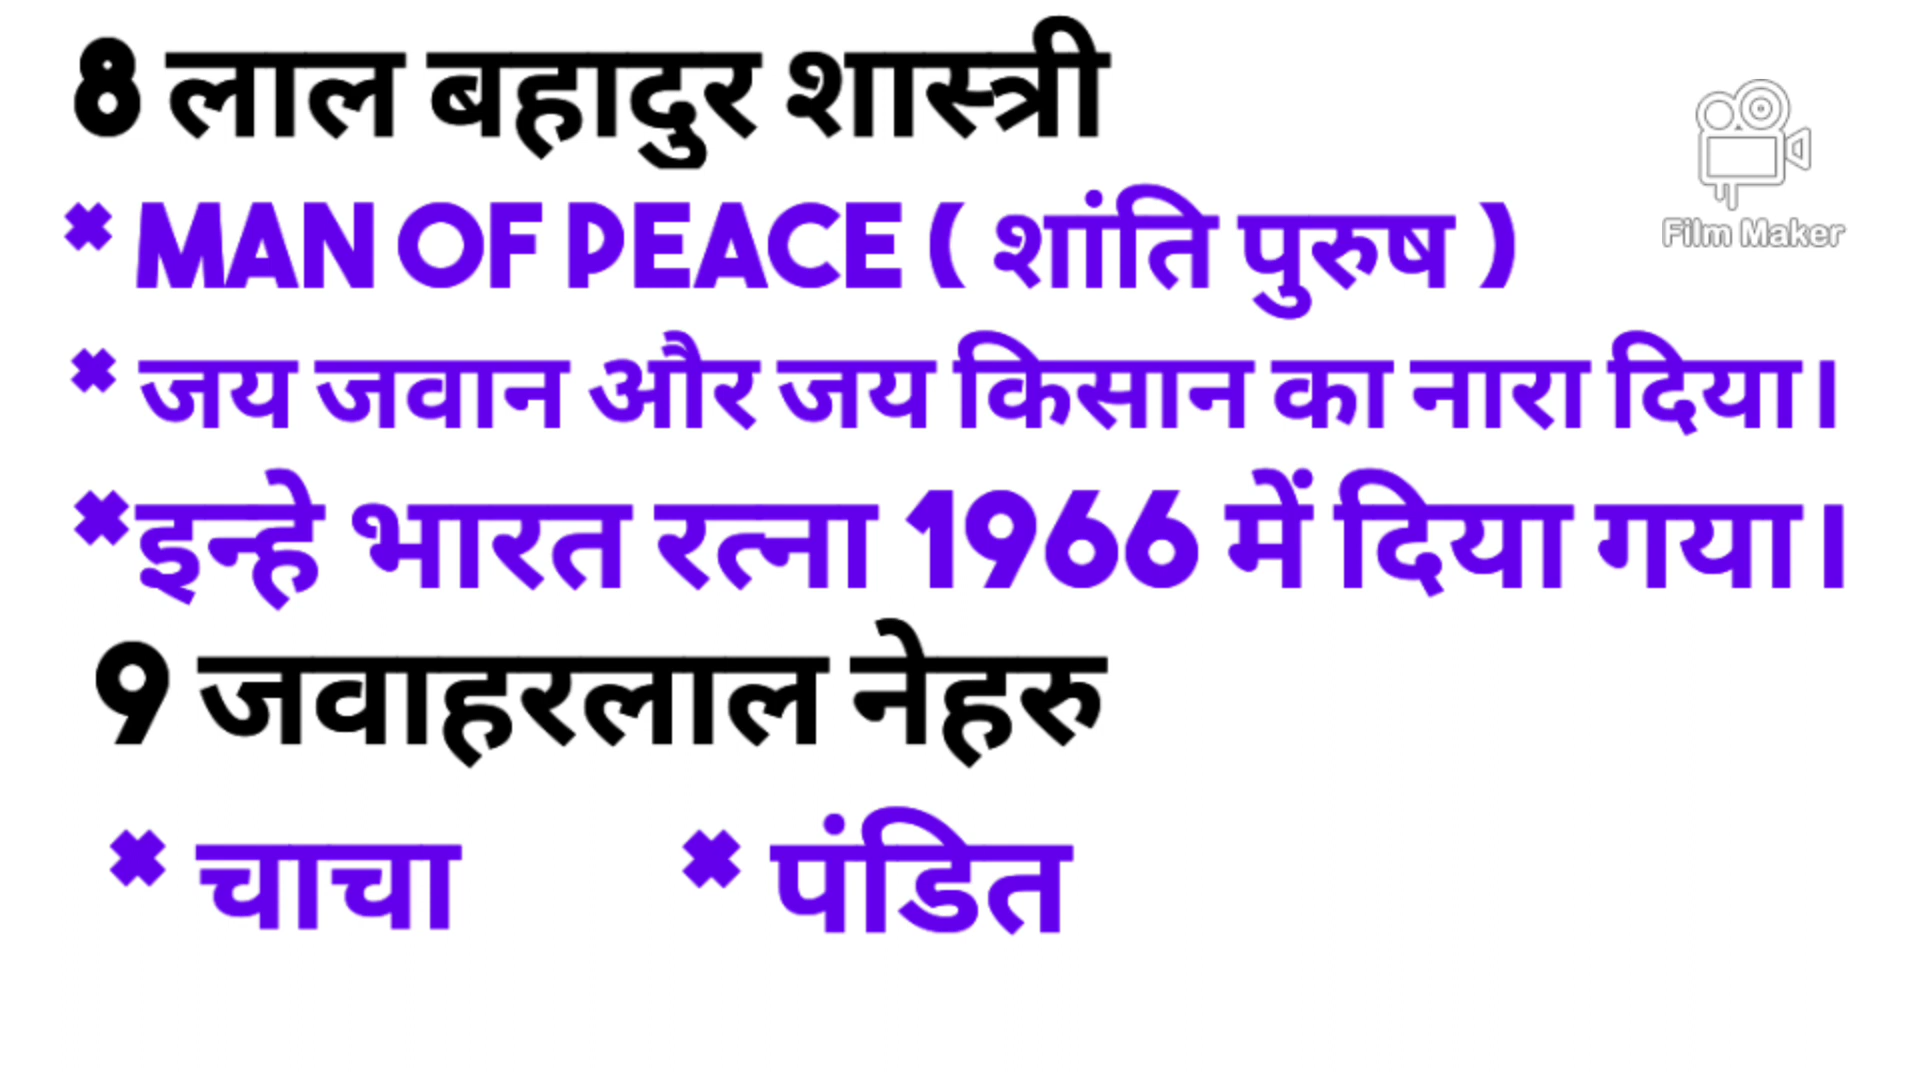 8 लाल बहादुर शास्त्री
Film Maker
* MAN OF PEACE ( शांति पुरुष )
* जय जवान और जय किसान का नारा दिया।
*इन्हे भारत रत्ना 1966 में दिया गया।
9 जवाहरलाल नेहरु
* चाचा * पंडित